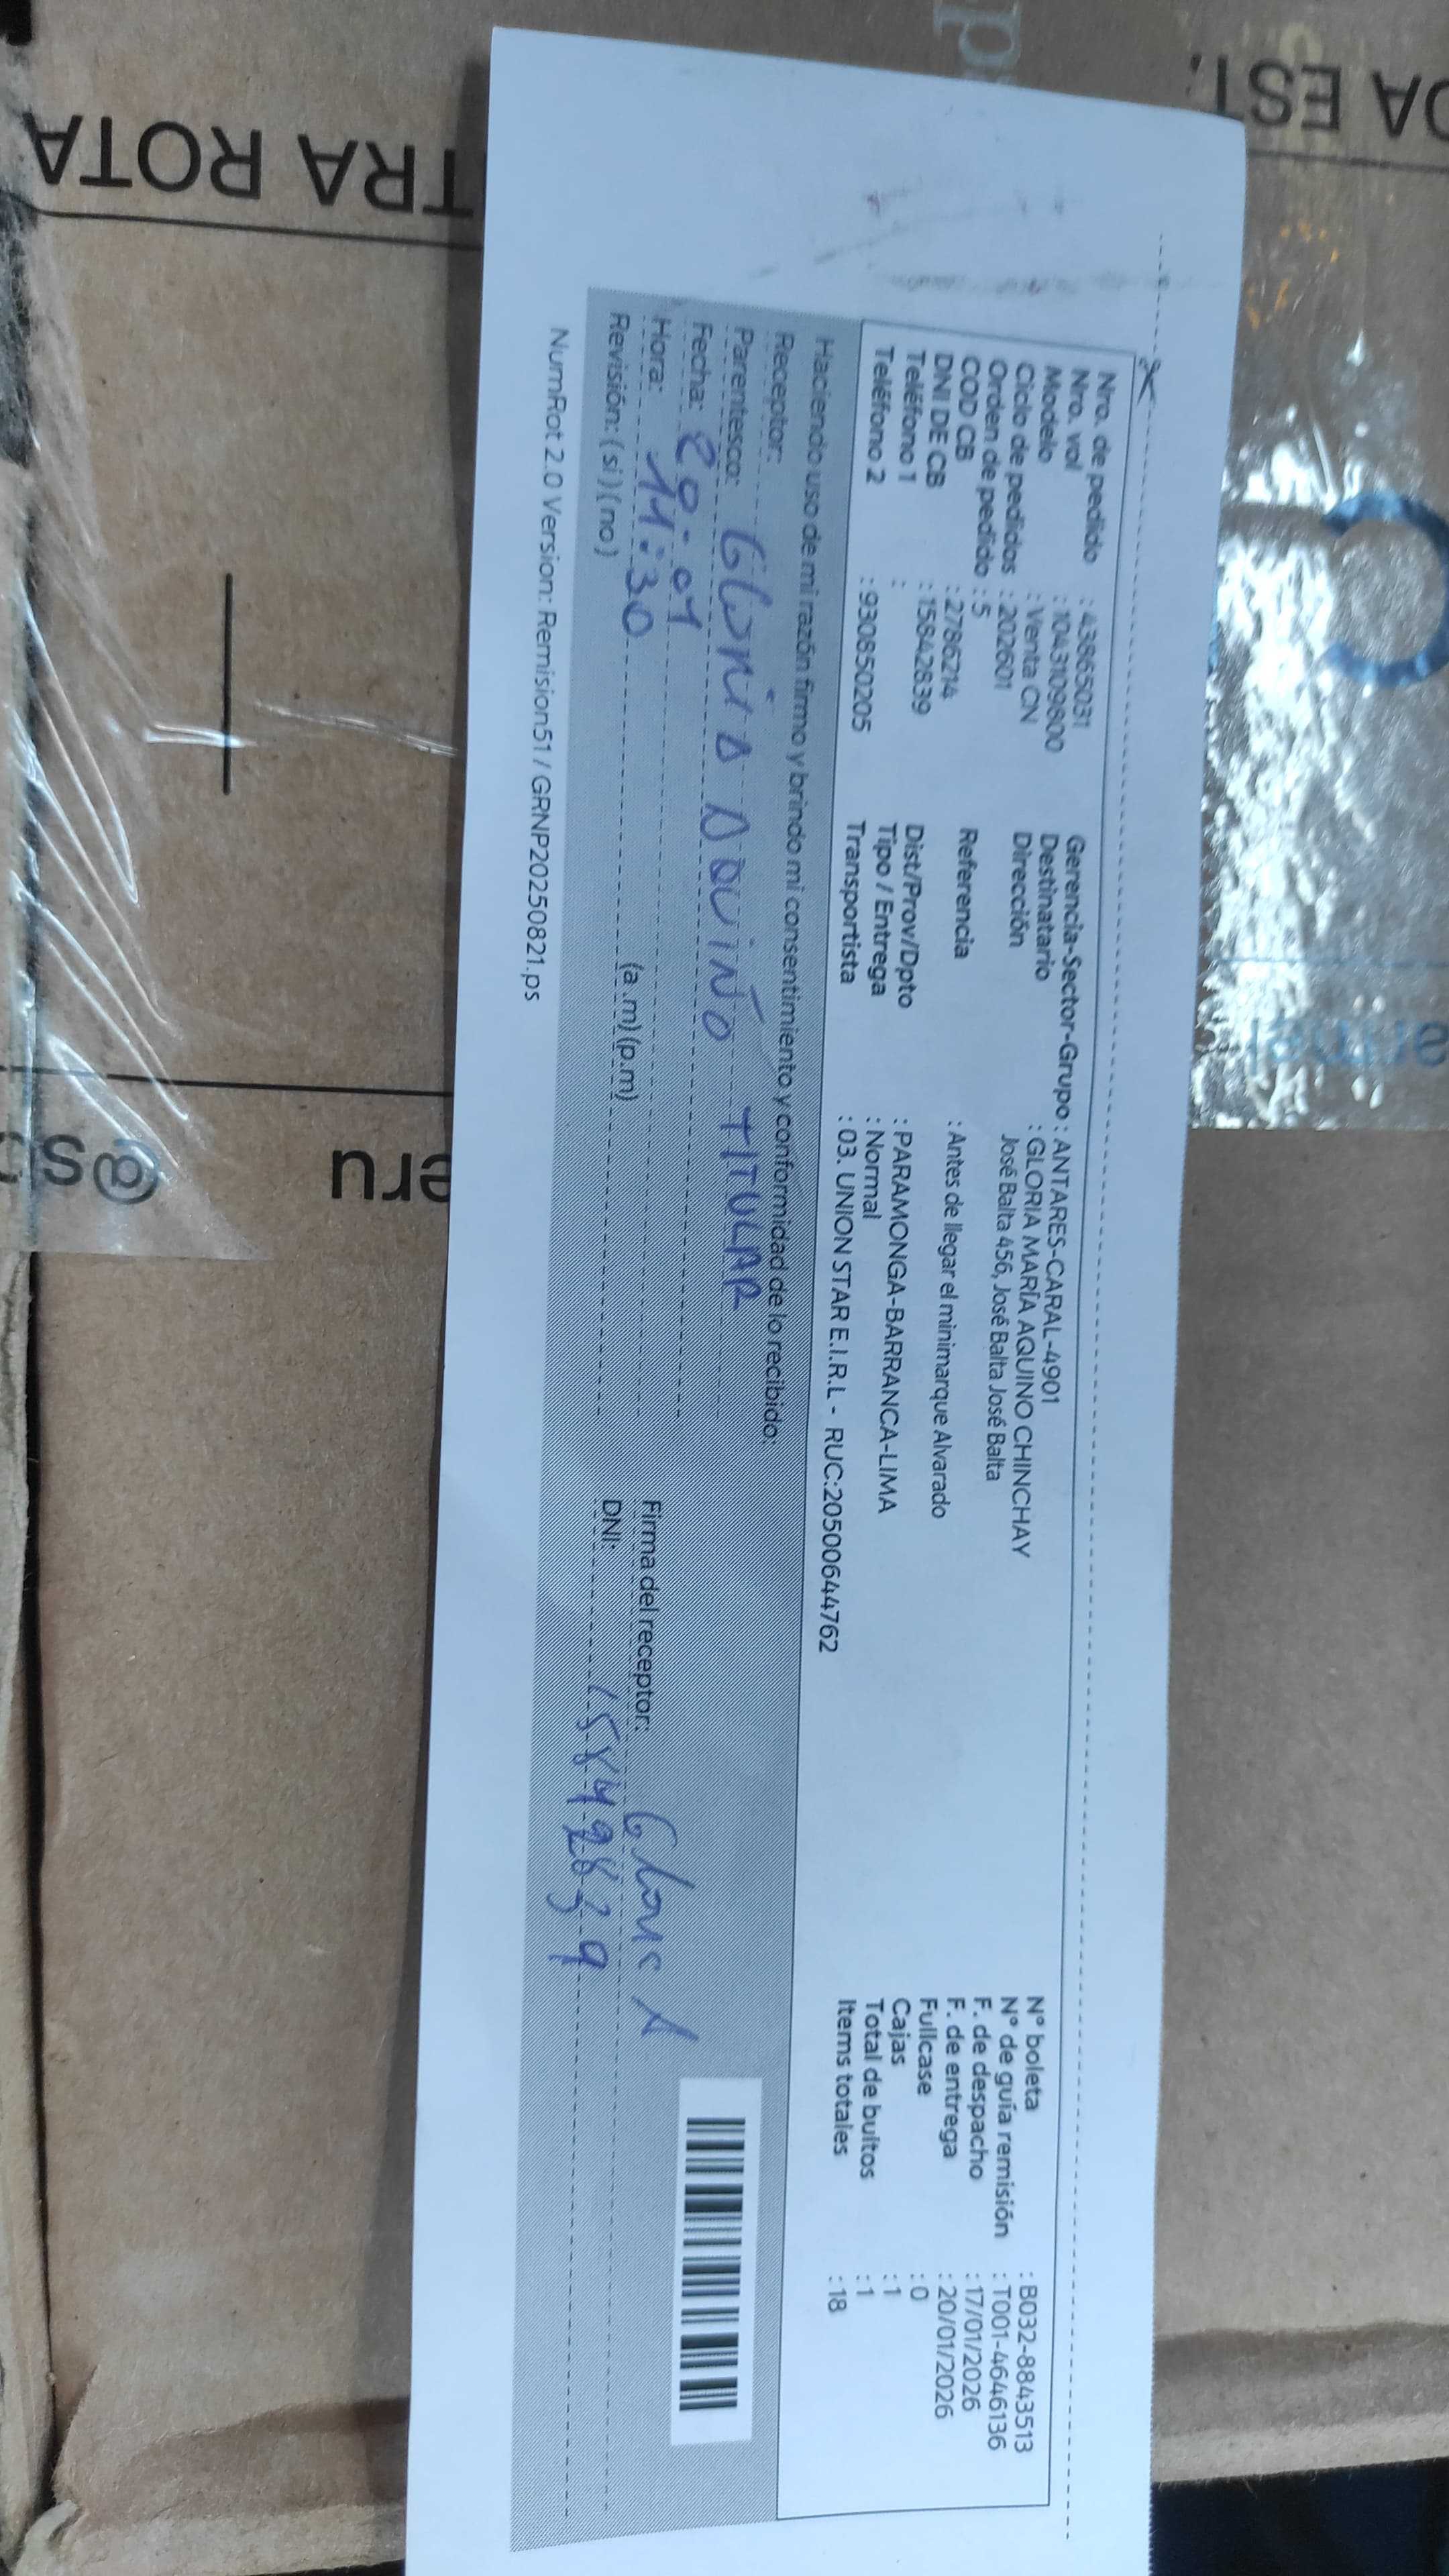 Nro. de pedido : 43865031
Nro. vol : 1043109800
Modelo : Venta CN
Ciclo de pedidos : 202601
Orden de pedido : 5
COD CB : 2786214
DNI DE CB : 15842839
Teléfono 1 :
Teléfono 2 : 930850205
Gerencia-Sector-Grupo : ANTARES-CARAL-4901
Destinatario : GLORIA MARÍA AQUINO CHINCHAY
Dirección José Balta 456, José Balta José Balta
Referencia : Antes de llegar el minimarque Alvarado
Dist/Prov/Dpto : PARAMONGA-BARRANCA-LIMA
Tipo / Entrega : Normal
Transportista : 03. UNION STAR E.I.R.L - RUC:20500644762
N° boleta : B032-8843513
N° de guía remisión : T001-4646136
F. de despacho : 17/01/2026
F. de entrega : 20/01/2026
Fullcase : 0
Cajas : 1
Total de bultos : 1
Items totales : 18
Haciendo uso de mi razón firmo y brindo mi consentimiento y conformidad de lo recibido:
Receptor: GLORIA AQUIÑO TITULAR
Parentesco:
Fecha: 20-01
Hora: 11:30 (a.m) (p.m)
Revisión: (si) (no)
Firma del receptor: Gloria A
DNI: 15842839
NumRot 2.0 Version: Remision51 / GRNP20250821.ps
TRA ROTA
DA EST
eru
@s